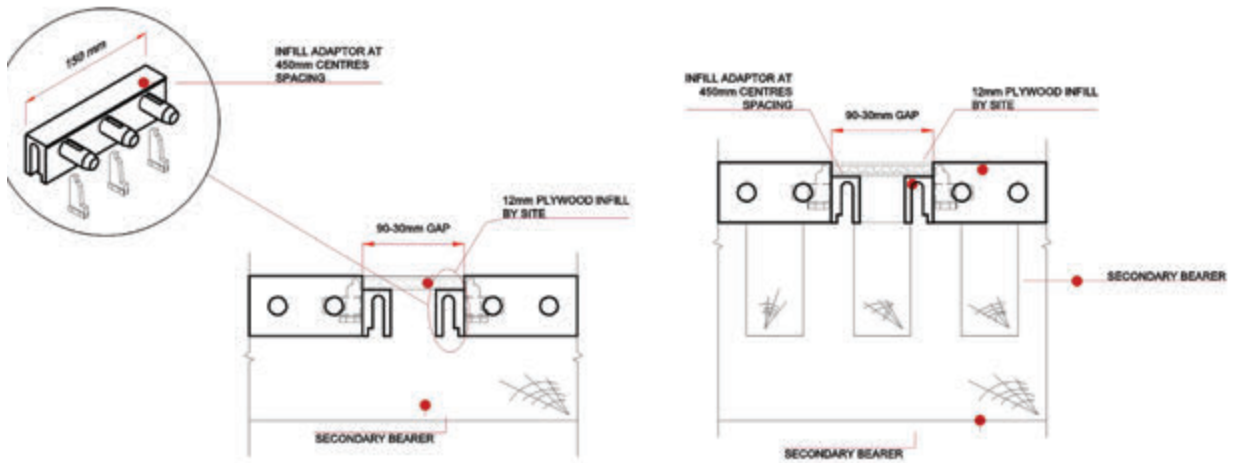 150 mm
INFILL ADAPTOR AT
450mm CENTRES
SPACING
12mm PLYWOOD INFILL
BY SITE
90-30mm GAP
SECONDARY BEARER
INFILL ADAPTOR AT
450mm CENTRES
SPACING
12mm PLYWOOD INFILL
BY SITE
90-30mm GAP
SECONDARY BEARER
SECONDARY BEARER